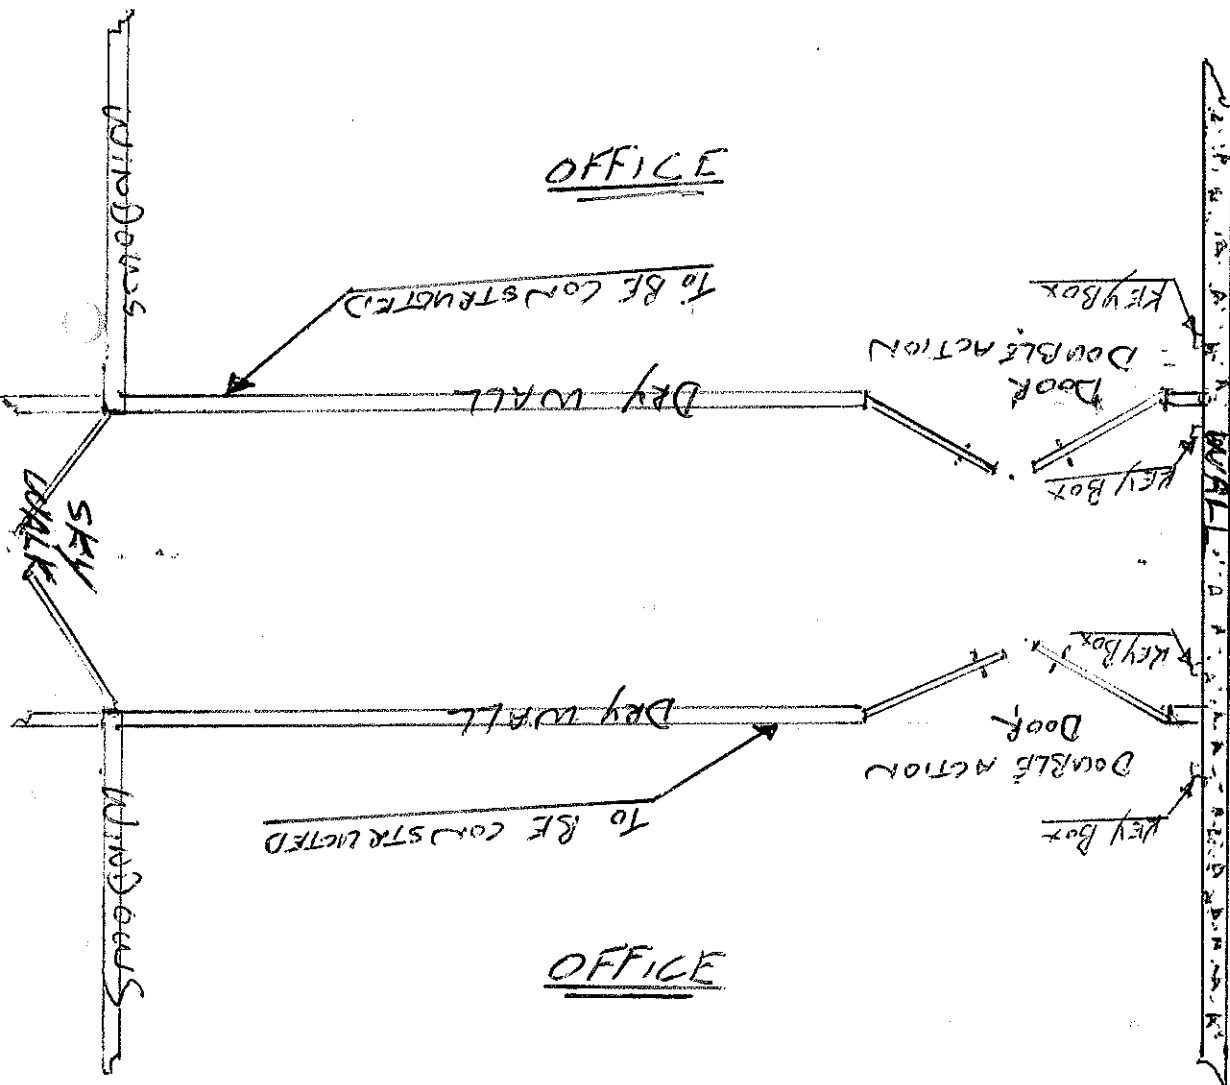 OFFICE
WINDOWS
TO BE CONSTRUCTED
KEY BOX
DOUBLE ACTION
DOOR
DRY WALL
KEY BOX
WALL
SKY
WALK
KEY BOX
DRY WALL
DOOR
DOUBLE ACTION
TO BE CONSTRUCTED
KEY BOX
WINDOWS
OFFICE